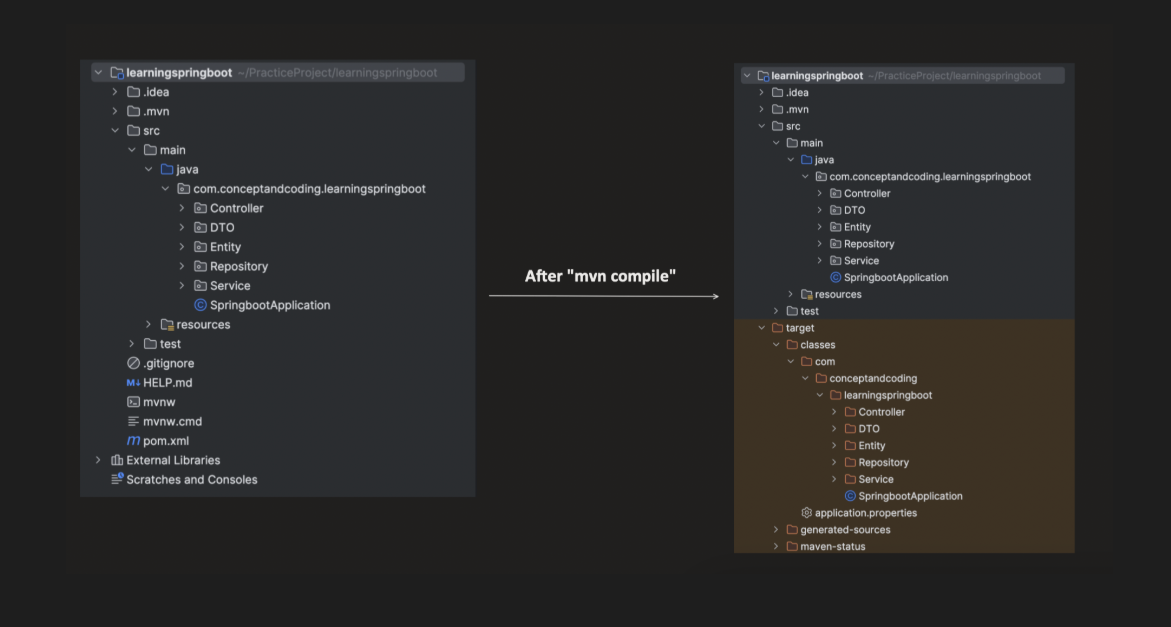 learningspringboot ~/PracticeProject/learningspringboot
.idea
.mvn
src
main
java
com.conceptandcoding.learningspringboot
Controller
DTO
Entity
Repository
Service
SpringbootApplication
resources
test
.gitignore
M↓ HELP.md
mvnw
mvnw.cmd
m pom.xml
External Libraries
Scratches and Consoles
After "mvn compile"
learningspringboot ~/PracticeProject/learningspringboot
.idea
.mvn
src
main
java
com.conceptandcoding.learningspringboot
Controller
DTO
Entity
Repository
Service
SpringbootApplication
resources
test
target
classes
com
conceptandcoding
learningspringboot
Controller
DTO
Entity
Repository
Service
SpringbootApplication
application.properties
generated-sources
maven-status